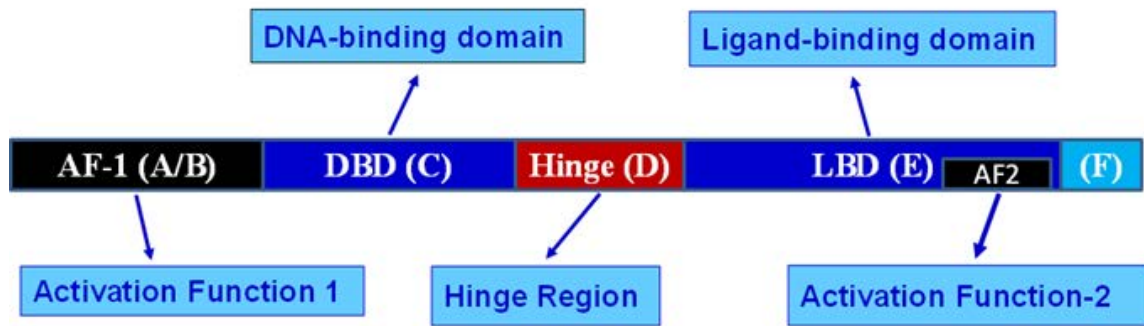 DNA-binding domain
Ligand-binding domain
AF-1 (A/B)
DBD (C)
Hinge (D)
LBD (E)
AF2
(F)
Activation Function 1
Hinge Region
Activation Function-2